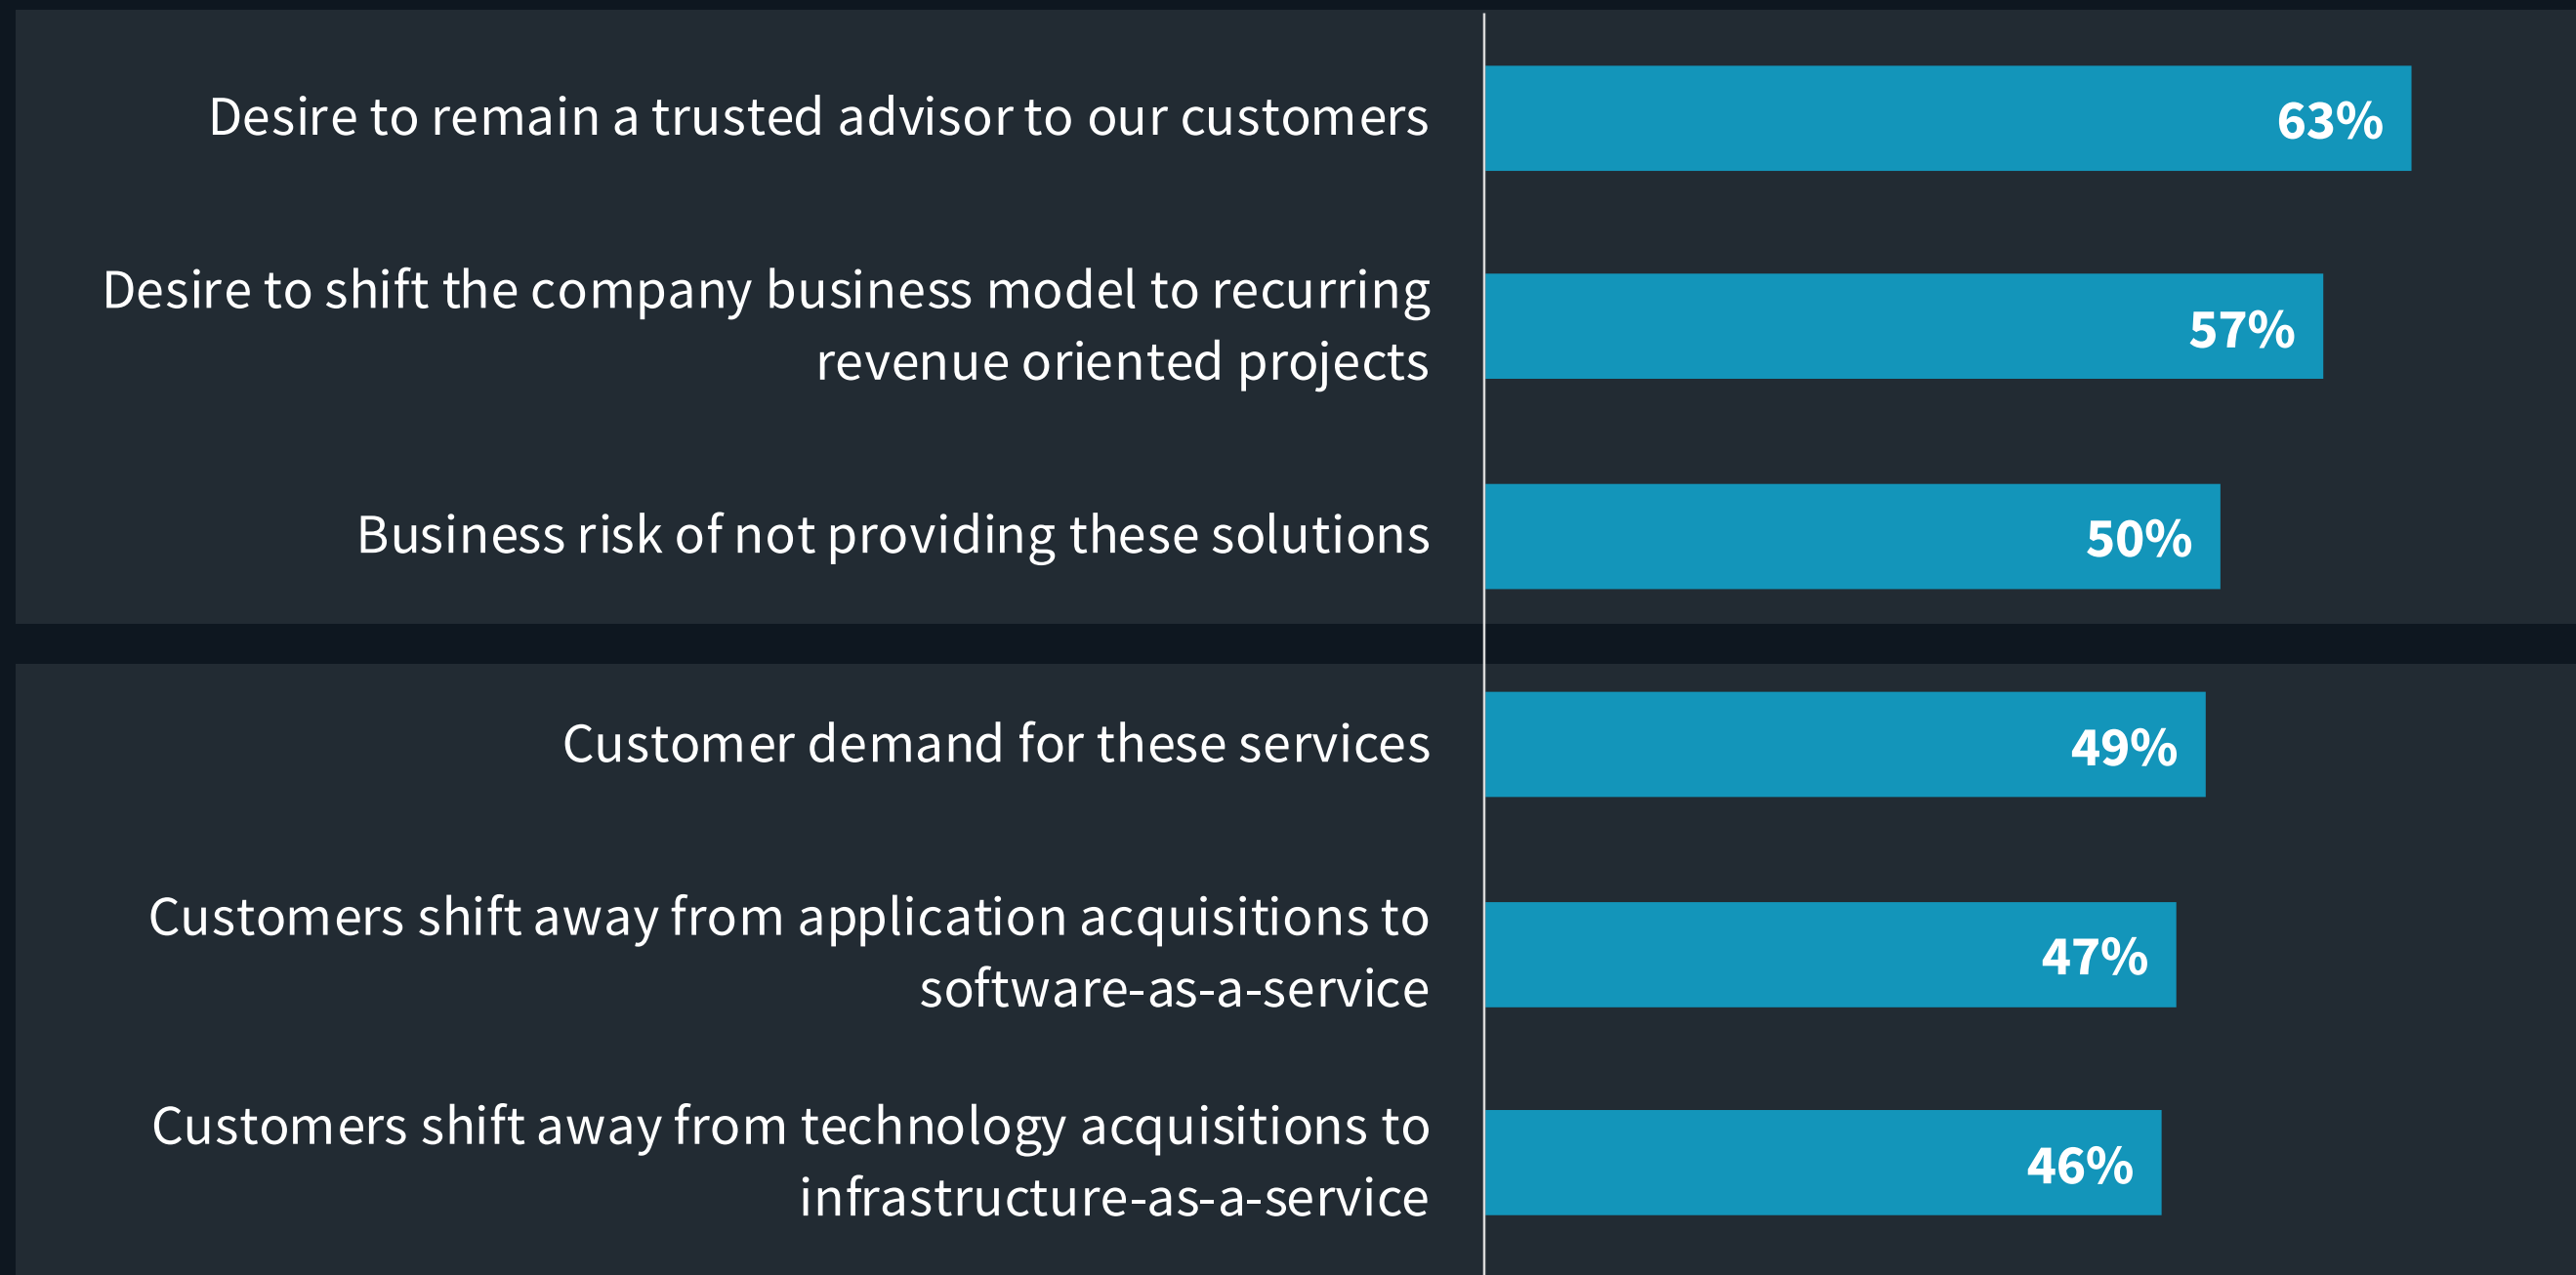 Desire to remain a trusted advisor to our customers
63%
Desire to shift the company business model to recurring
revenue oriented projects
57%
Business risk of not providing these solutions
50%
Customer demand for these services
49%
Customers shift away from application acquisitions to
software-as-a-service
47%
Customers shift away from technology acquisitions to
infrastructure-as-a-service
46%